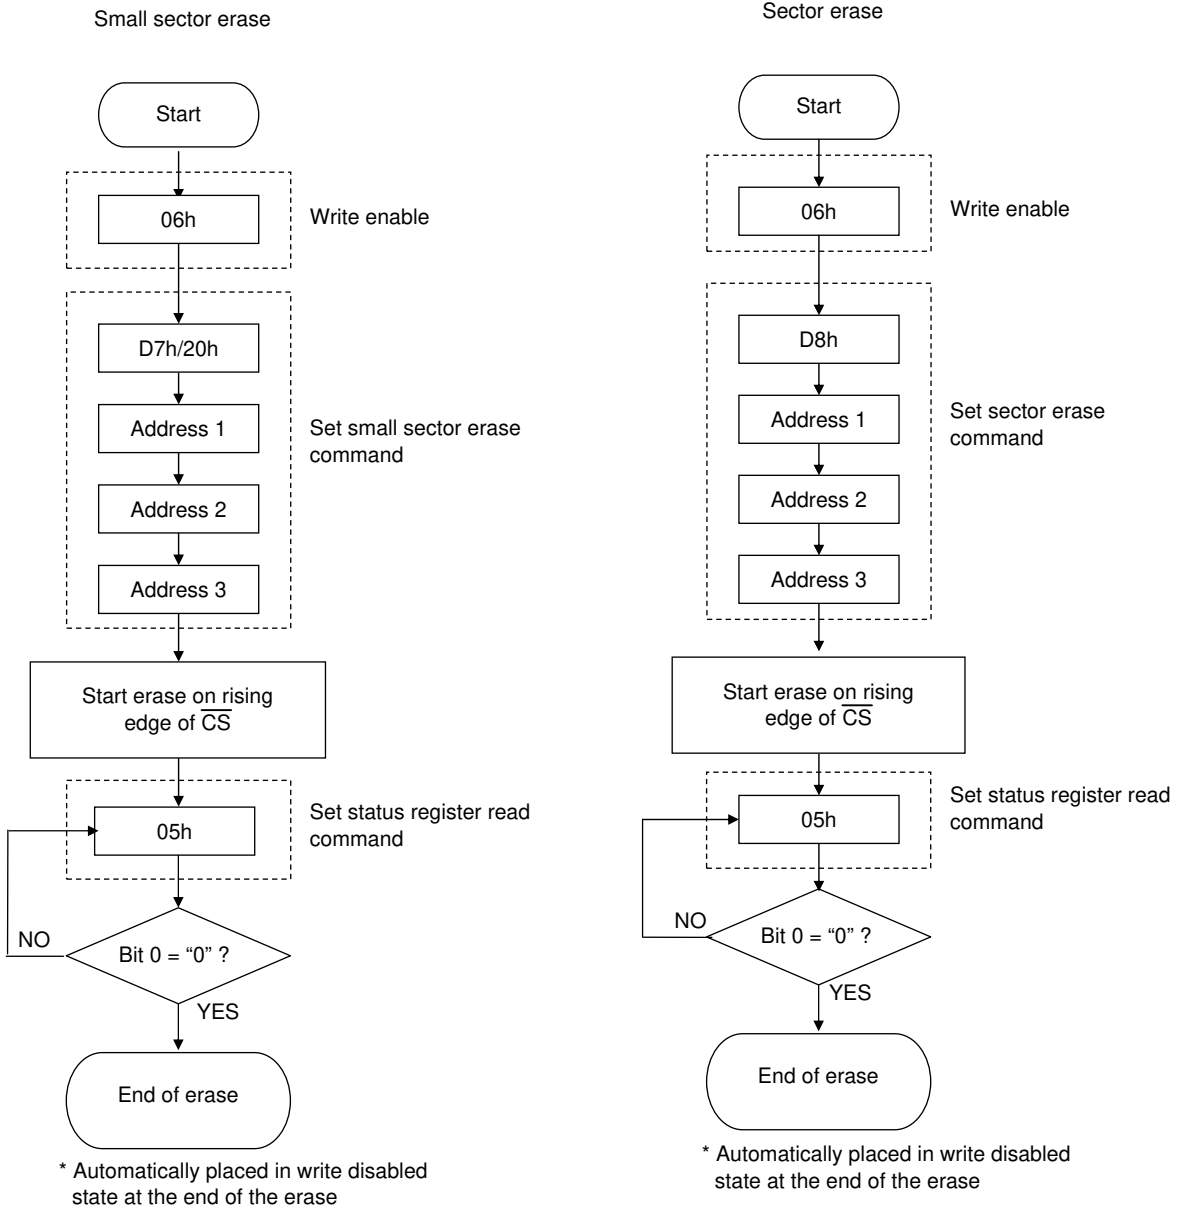 Small sector erase
Start
06h
Write enable
D7h/20h
Address 1
Address 2
Address 3
Set small sector erase
command
Start erase on rising
edge of C̅S̅
05h
Set status register read
command
Bit 0 = “0” ?
NO
YES
End of erase
* Automatically placed in write disabled
state at the end of the erase
Sector erase
Start
06h
Write enable
D8h
Address 1
Address 2
Address 3
Set sector erase
command
Start erase on rising
edge of C̅S̅
05h
Set status register read
command
Bit 0 = “0” ?
NO
YES
End of erase
* Automatically placed in write disabled
state at the end of the erase